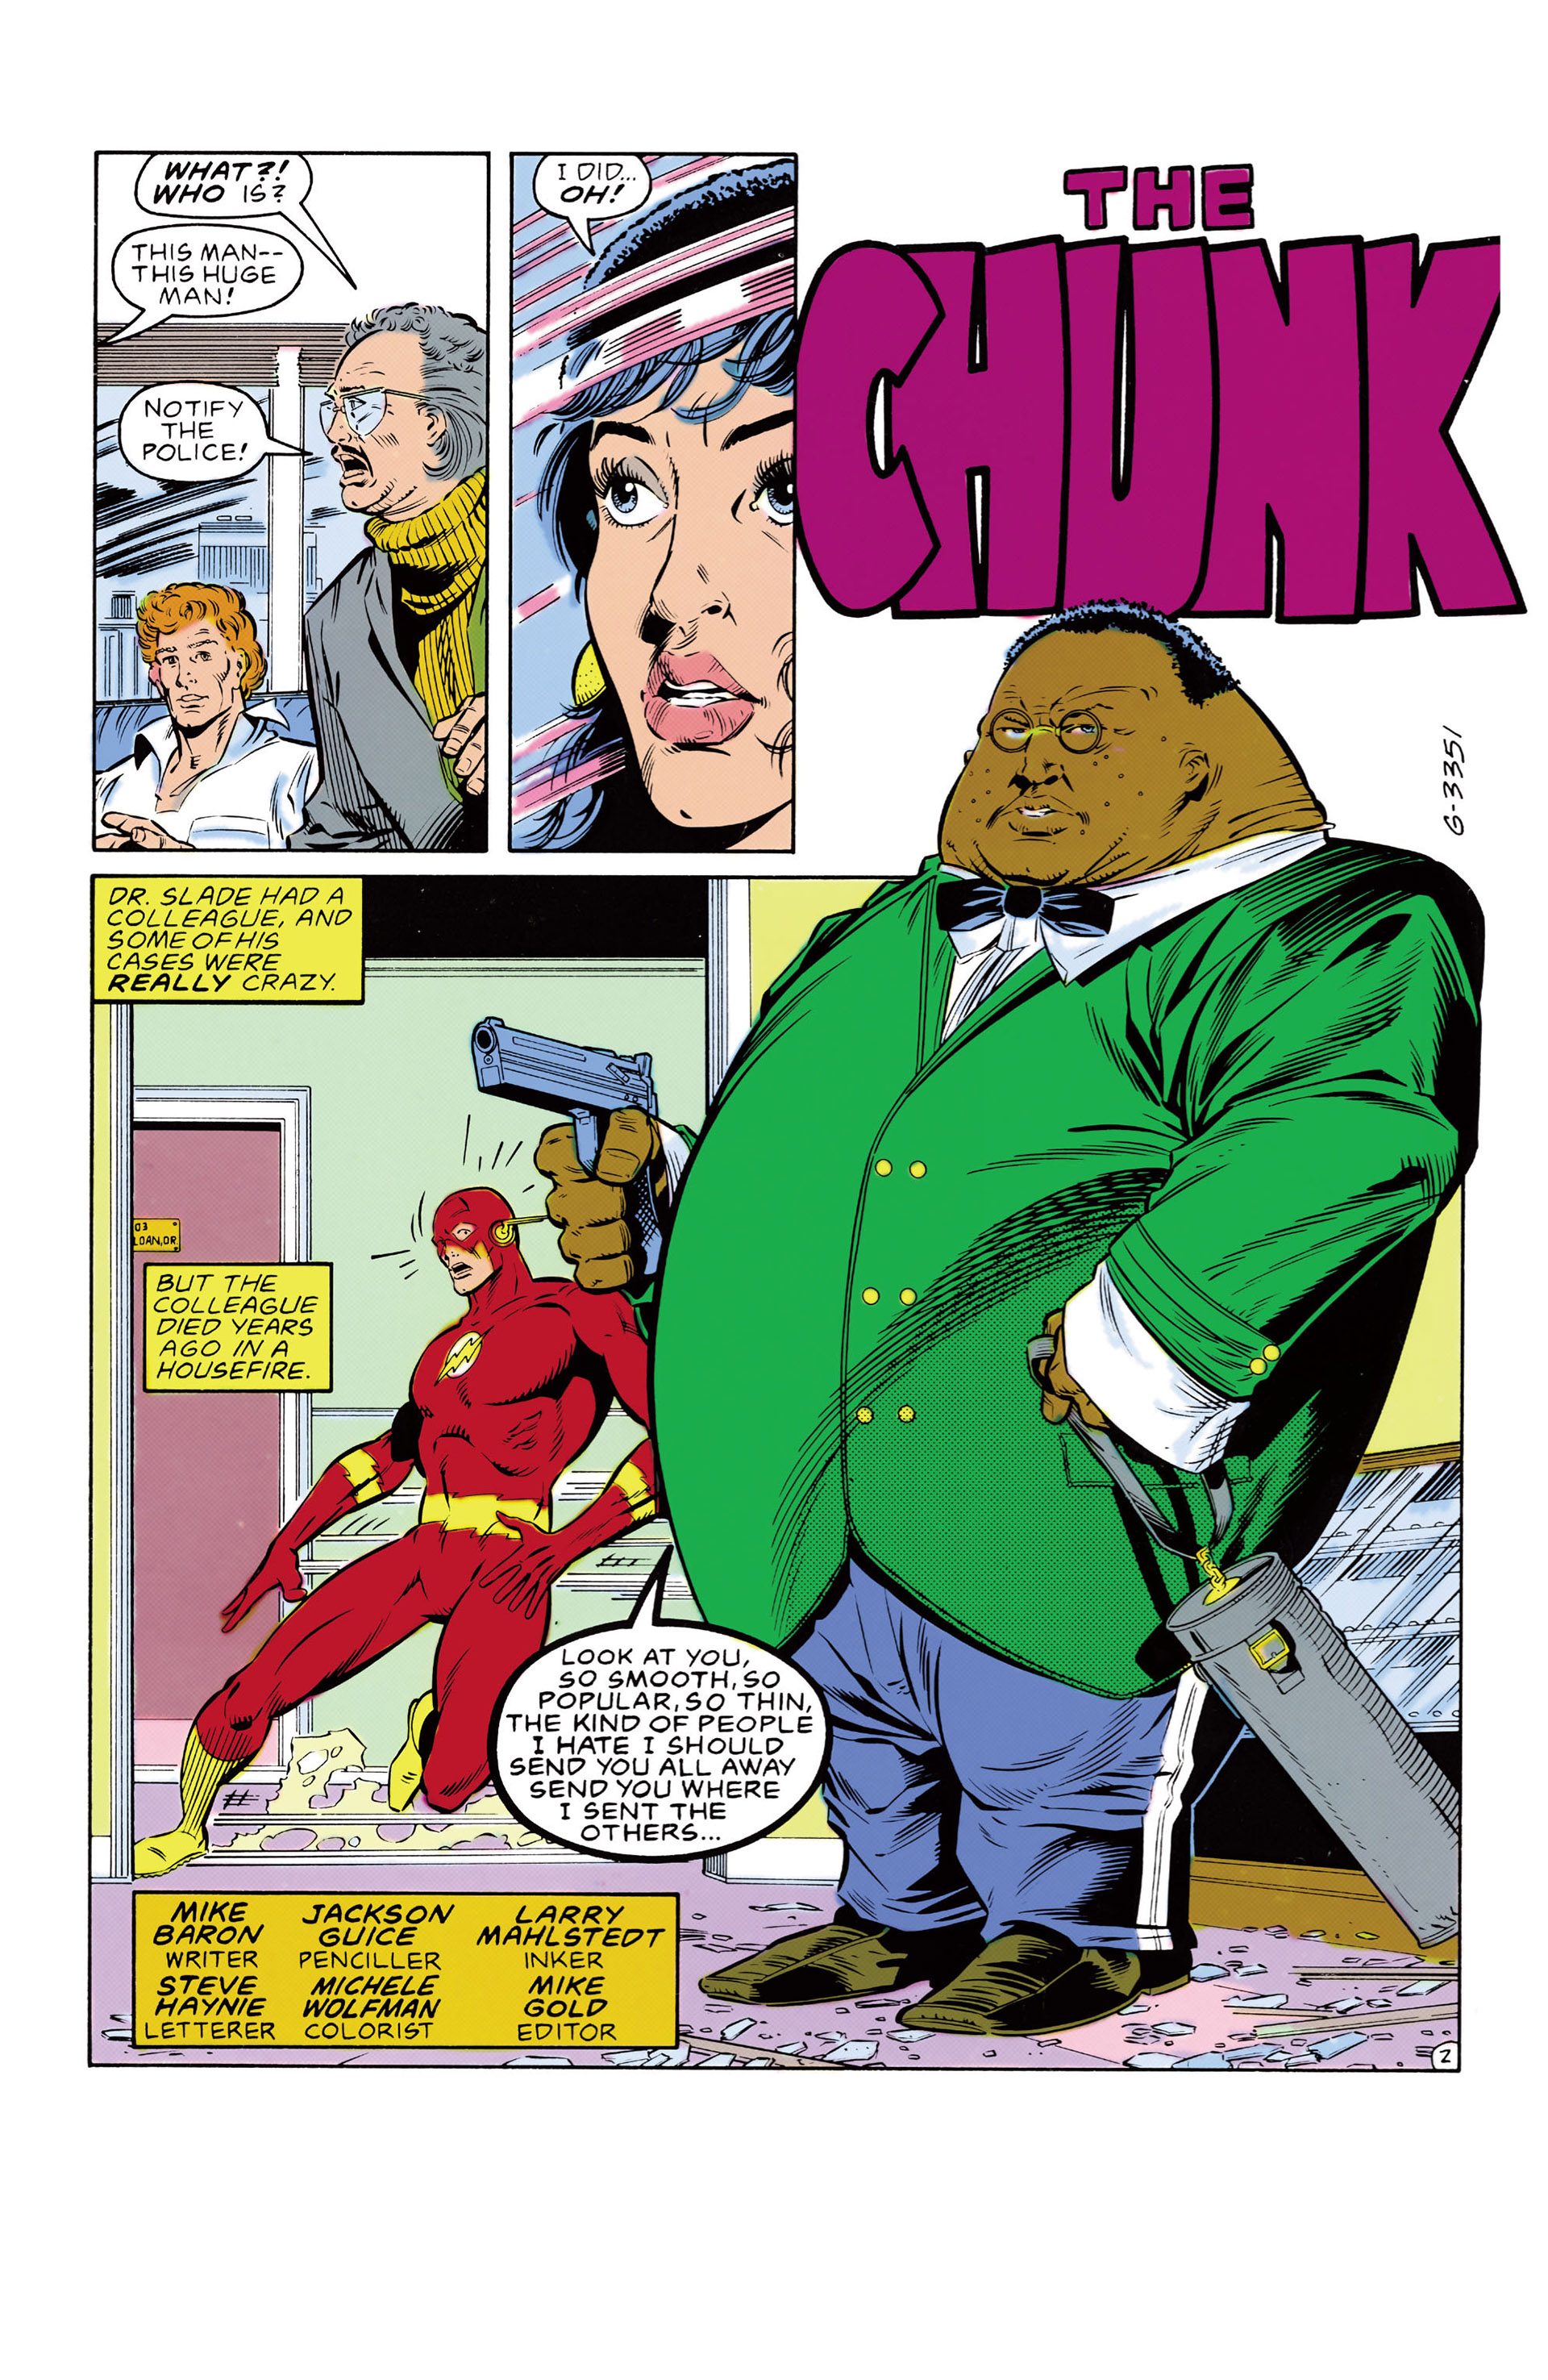 WHAT?!
WHO IS?
THIS MAN--
THIS HUGE
MAN!
NOTIFY
THE
POLICE!
I DID...
OH!
THE
CHUNK
G-3351
DR. SLADE HAD A
COLLEAGUE, AND
SOME OF HIS
CASES WERE
REALLY CRAZY.
03
LOAN, DR.
BUT THE
COLLEAGUE
DIED YEARS
AGO IN A
HOUSEFIRE.
LOOK AT YOU,
SO SMOOTH, SO
POPULAR, SO THIN,
THE KIND OF PEOPLE
I HATE I SHOULD
SEND YOU ALL AWAY
SEND YOU WHERE
I SENT THE
OTHERS...
MIKE
BARON
WRITER
JACKSON
GUICE
PENCILLER
LARRY
MAHLSTEDT
INKER
STEVE
HAYNIE
LETTERER
MICHELE
WOLFMAN
COLORIST
MIKE
GOLD
EDITOR
2